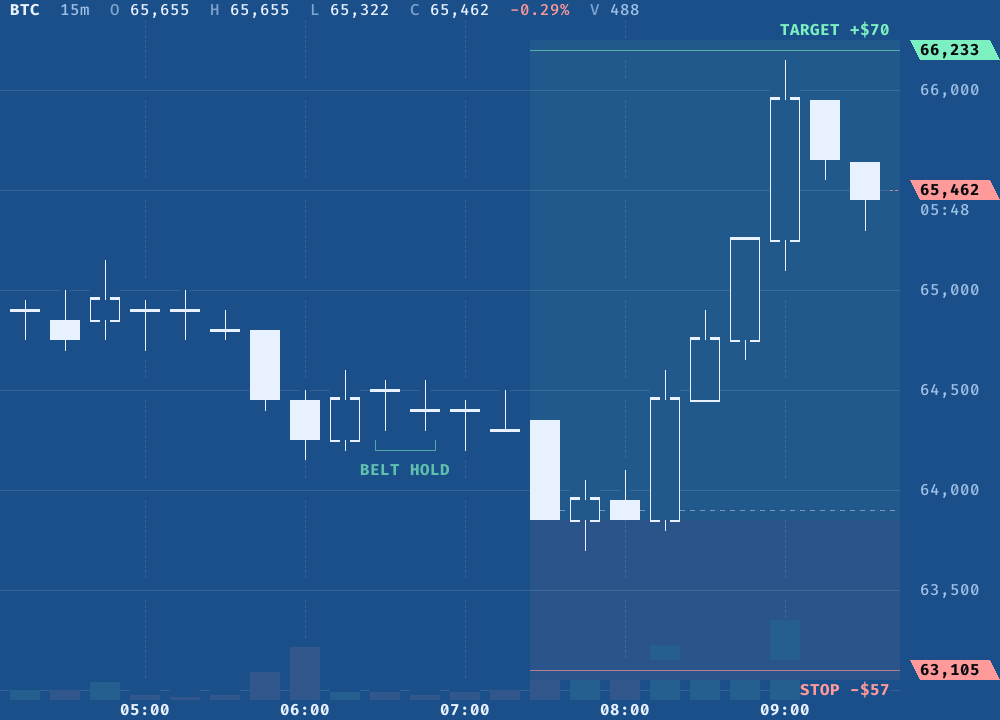 BTC 15m O 65,655 H 65,655 L 65,322 C 65,462 -0.29% V 488
TARGET +$70
66,233
66,000
65,462
05:48
65,000
64,500
BELT HOLD
64,000
63,500
63,105
STOP -$57
05:00 06:00 07:00 08:00 09:00